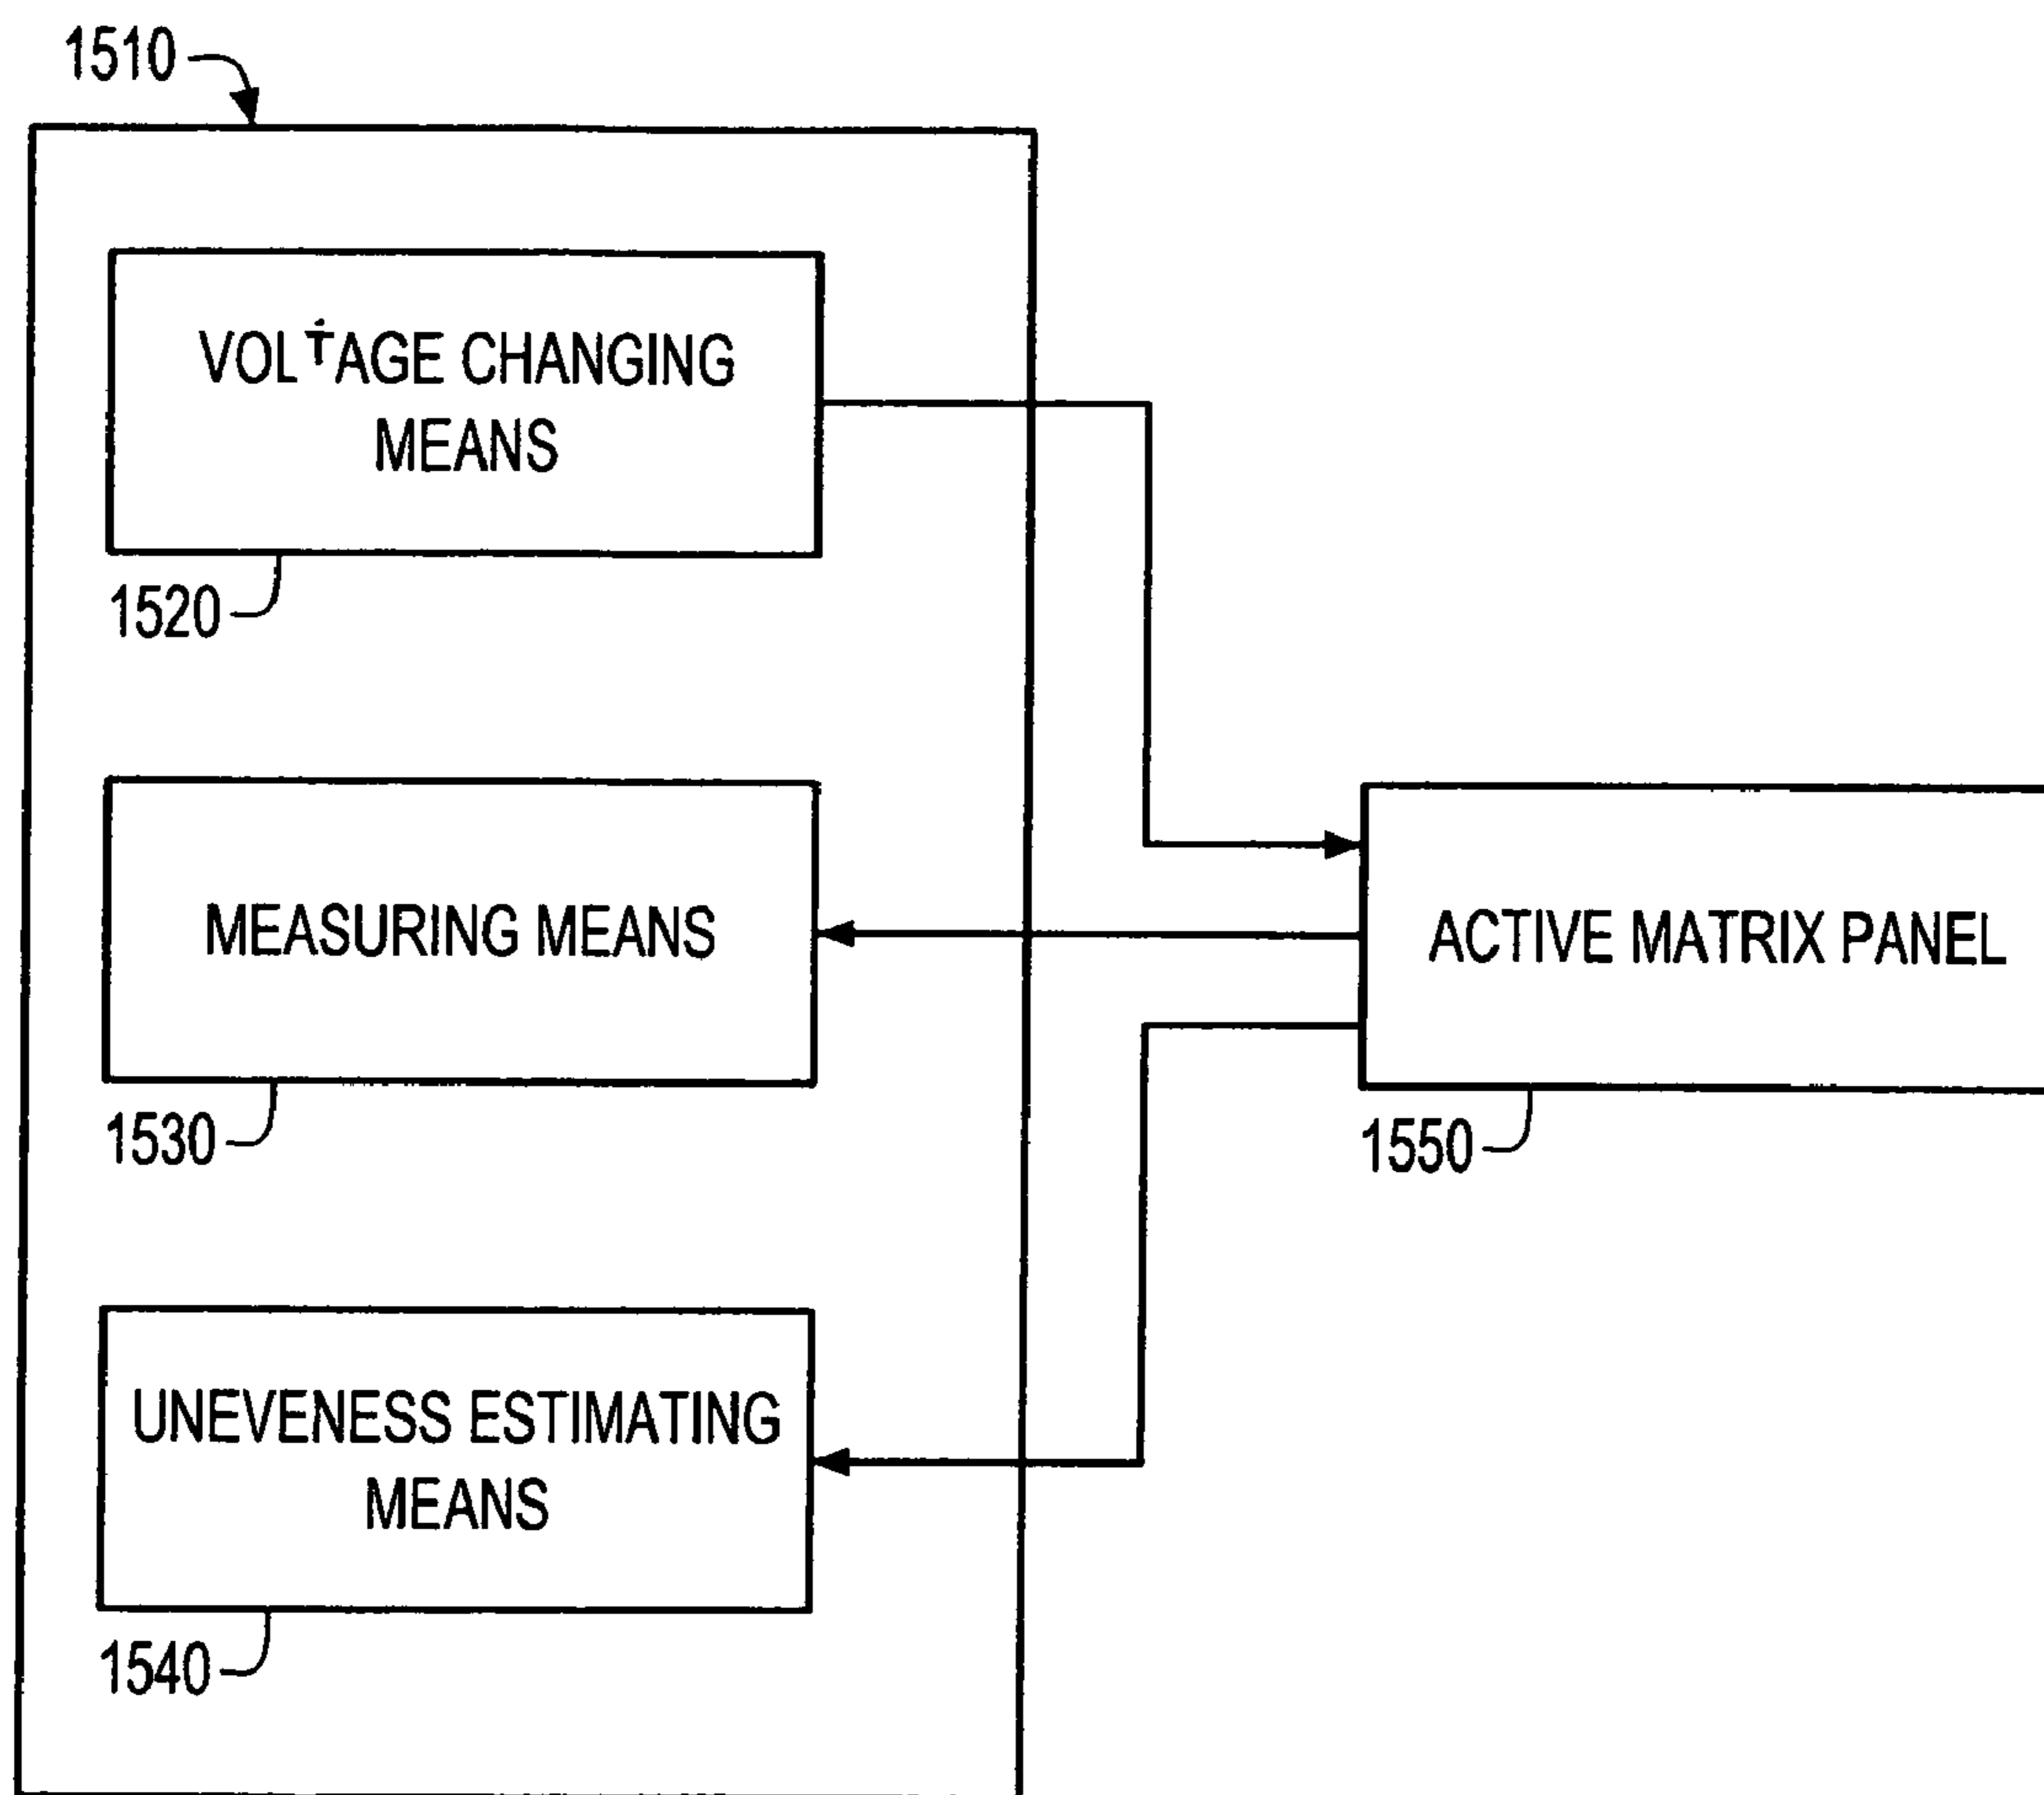 1510
VOLTAGE CHANGING
MEANS
1520
MEASURING MEANS
1530
ACTIVE MATRIX PANEL
1550
UNEVENESS ESTIMATING
MEANS
1540